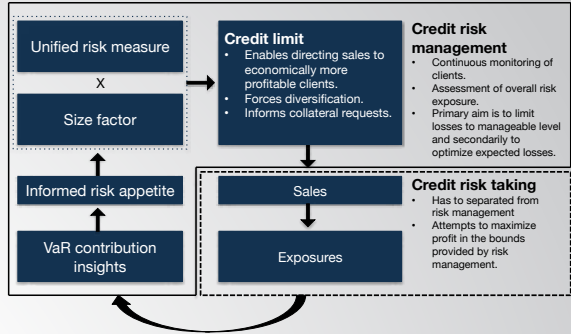 Unified risk measure
X
Size factor
Informed risk appetite
VaR contribution
insights
Credit limit
• Enables directing sales to
economically more
profitable clients.
• Forces diversification.
• Informs collateral requests.
Credit risk
management
• Continuous monitoring of
clients.
• Assessment of overall risk
exposure.
• Primary aim is to limit
losses to manageable level
and secondarily to
optimize expected losses.
Sales
Exposures
Credit risk taking
• Has to separated from
risk management
• Attempts to maximize
profit in the bounds
provided by risk
management.